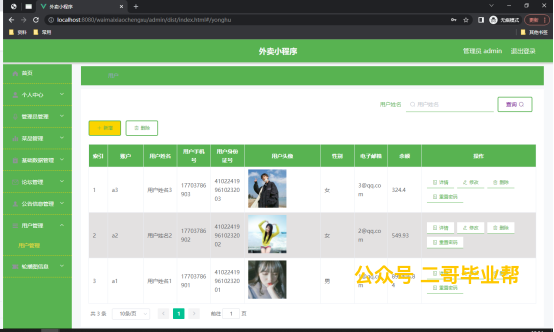 外卖小程序
localhost:8080/waimaixiaochengxu/admin/dist/index.html#/yonghu
无痕模式
更新
资料
常用
其他书签
外卖小程序
管理员 admin
退出登录
首页
个人中心
管理员管理
菜品管理
基础数据管理
论坛管理
公告信息管理
用户管理
用户管理
轮播图信息
用户姓名
用户姓名
查询
新增
删除
索引 账户 用户姓名 用户手机号 用户身份证号 用户头像 性别 电子邮箱 余额 操作
1 a3 用户姓名3 17703786903 410224199610232003 女 3@qq.com 324.4 详情 修改 删除 重置密码
2 a2 用户姓名2 17703786902 410224199610232002 女 2@qq.com 549.93 详情 修改 删除 重置密码
3 a1 用户姓名1 17703786901 410224199610232001 男
公众号 二哥毕业帮
共 3 条
10条/页
1
前往 1 页